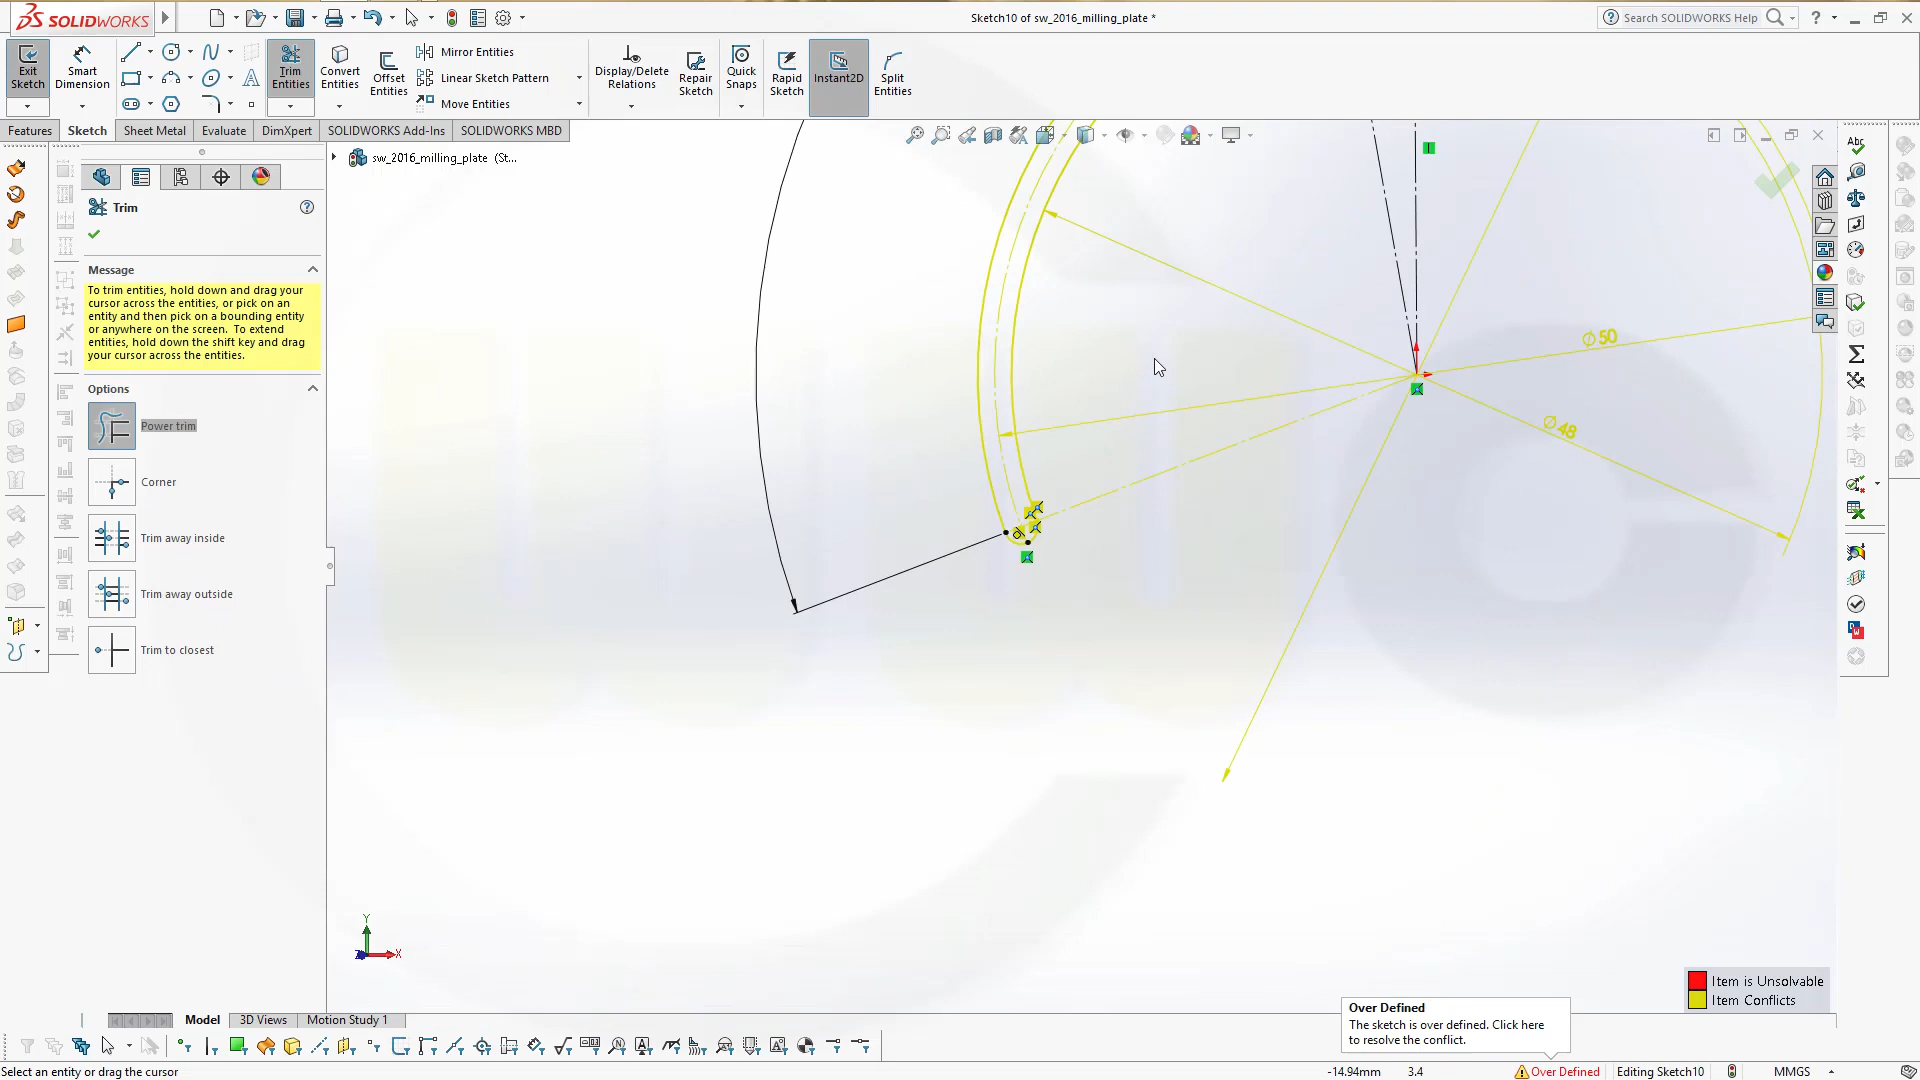 SOLIDWORKS
Sketch10 of sw_2016_milling_plate *
Search SOLIDWORKS Help
Exit Sketch
Smart Dimension
Trim Entities
Convert Entities
Offset Entities
Mirror Entities
Linear Sketch Pattern
Move Entities
Display/Delete Relations
Repair Sketch
Quick Snaps
Rapid Sketch
Instant2D
Split Entities
Features
Sketch
Sheet Metal
Evaluate
DimXpert
SOLIDWORKS Add-Ins
SOLIDWORKS MBD
sw_2016_milling_plate (St...
Trim
Message
To trim entities, hold down and drag your
cursor across the entities, or pick on an
entity and then pick on a bounding entity
or anywhere on the screen. To extend
entities, hold down the shift key and drag
your cursor across the entities.
Options
Power trim
Corner
Trim away inside
Trim away outside
Trim to closest
∅50
∅48
Y
Z
X
Item is Unsolvable
Item Conflicts
Over Defined
The sketch is over defined. Click here
to resolve the conflict.
Model
3D Views
Motion Study 1
Select an entity or drag the cursor
-14.94mm
3.4
Over Defined
Editing Sketch10
MMGS